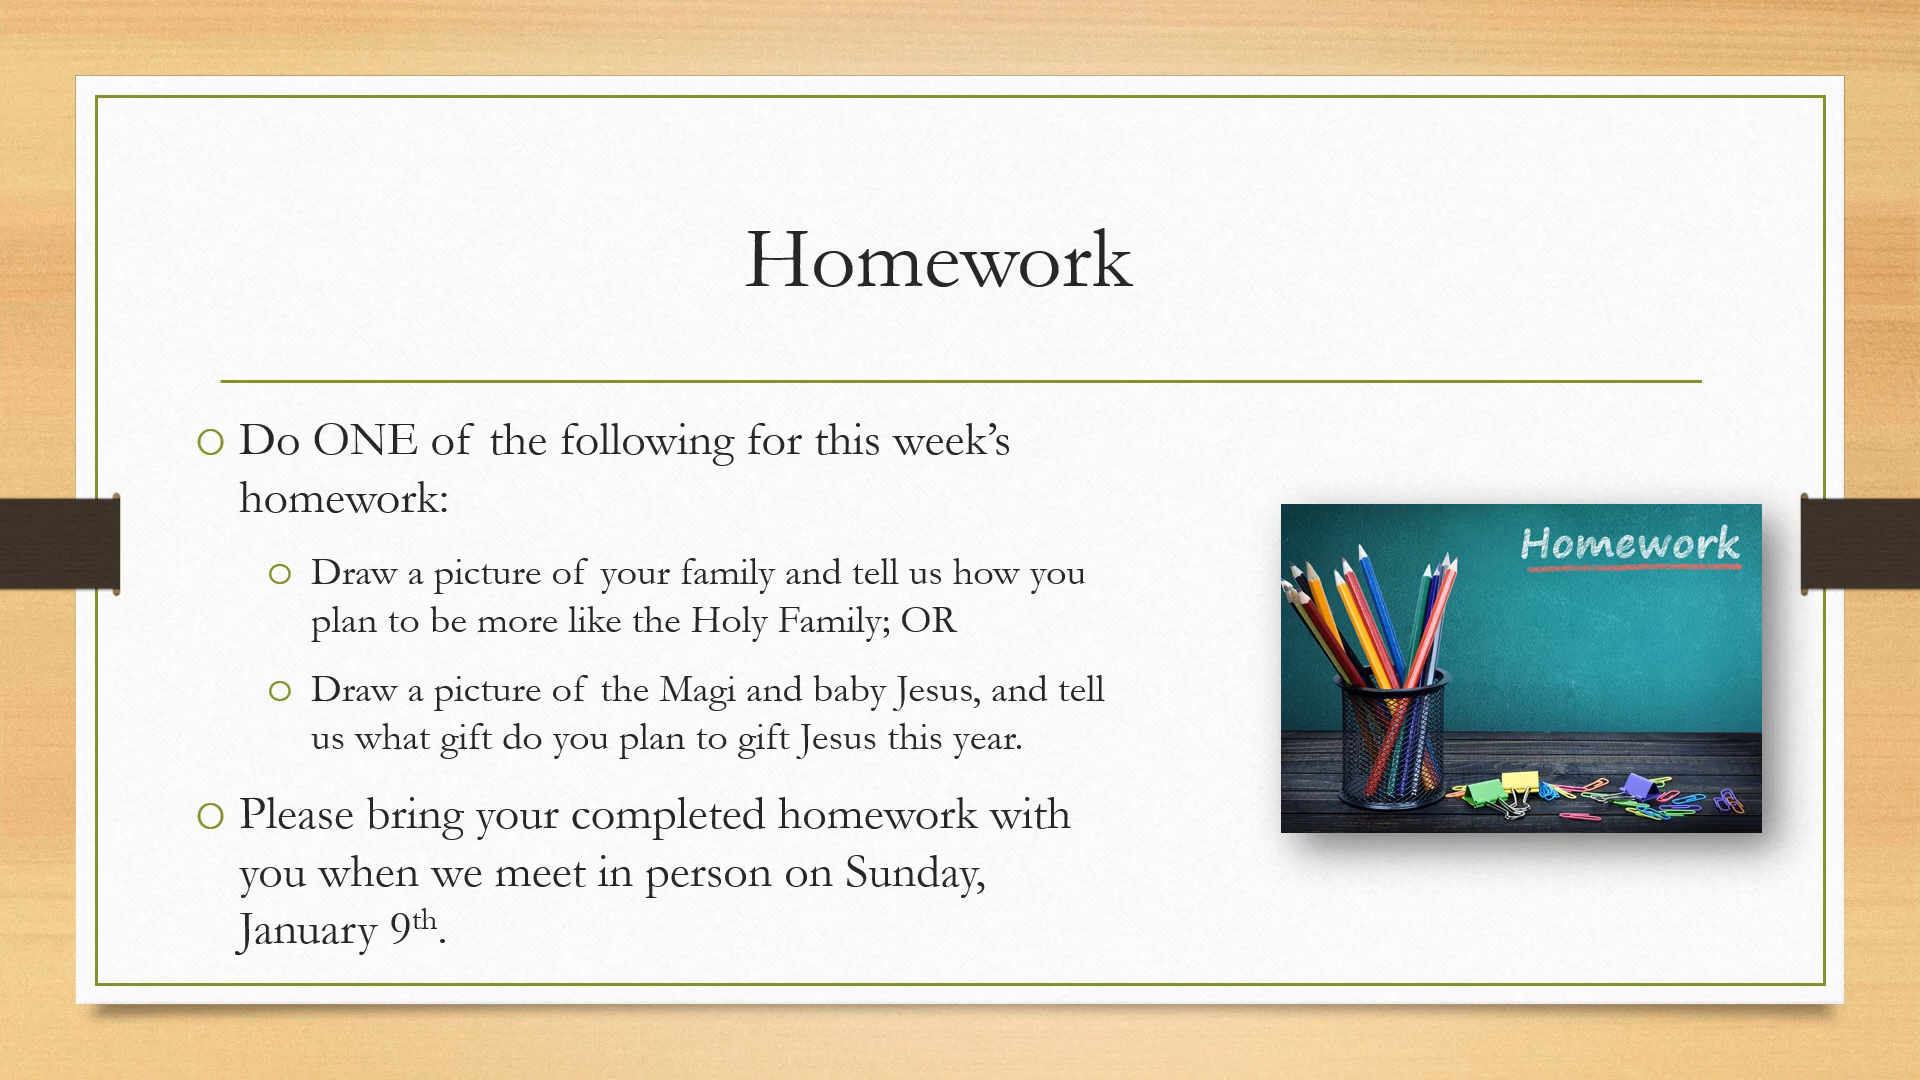 Homework
Do ONE of the following for this week’s
homework:
Draw a picture of your family and tell us how you
plan to be more like the Holy Family; OR
Draw a picture of the Magi and baby Jesus, and tell
us what gift do you plan to gift Jesus this year.
Please bring your completed homework with
you when we meet in person on Sunday,
January 9th.
Homework